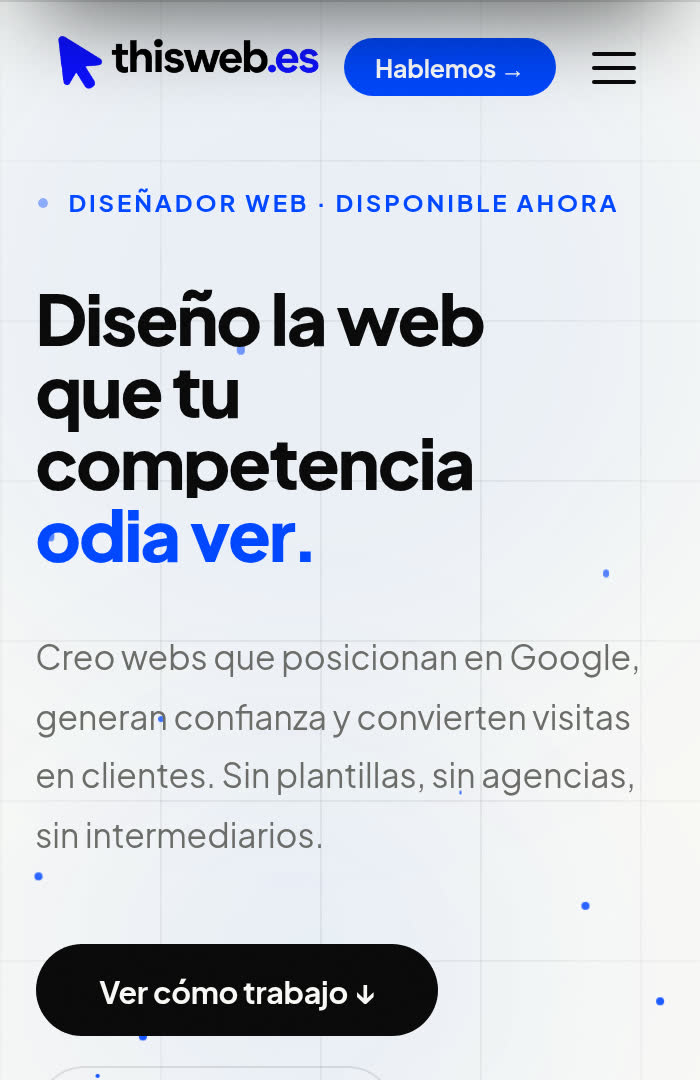 thisweb.es
Hablemos →
DISEÑADOR WEB · DISPONIBLE AHORA
Diseño la web
que tu
competencia
odia ver.
Creo webs que posicionan en Google,
generan confianza y convierten visitas
en clientes. Sin plantillas, sin agencias,
sin intermediarios.
Ver cómo trabajo ↓